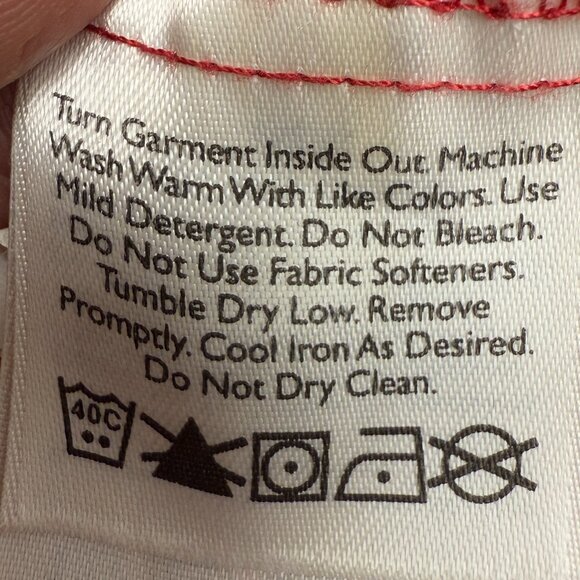 Turn Garment Inside Out. Machine
Wash Warm With Like Colors. Use
Mild Detergent. Do Not Bleach.
Do Not Use Fabric Softeners.
Tumble Dry Low. Remove
Promptly. Cool Iron As Desired.
Do Not Dry Clean.
40C